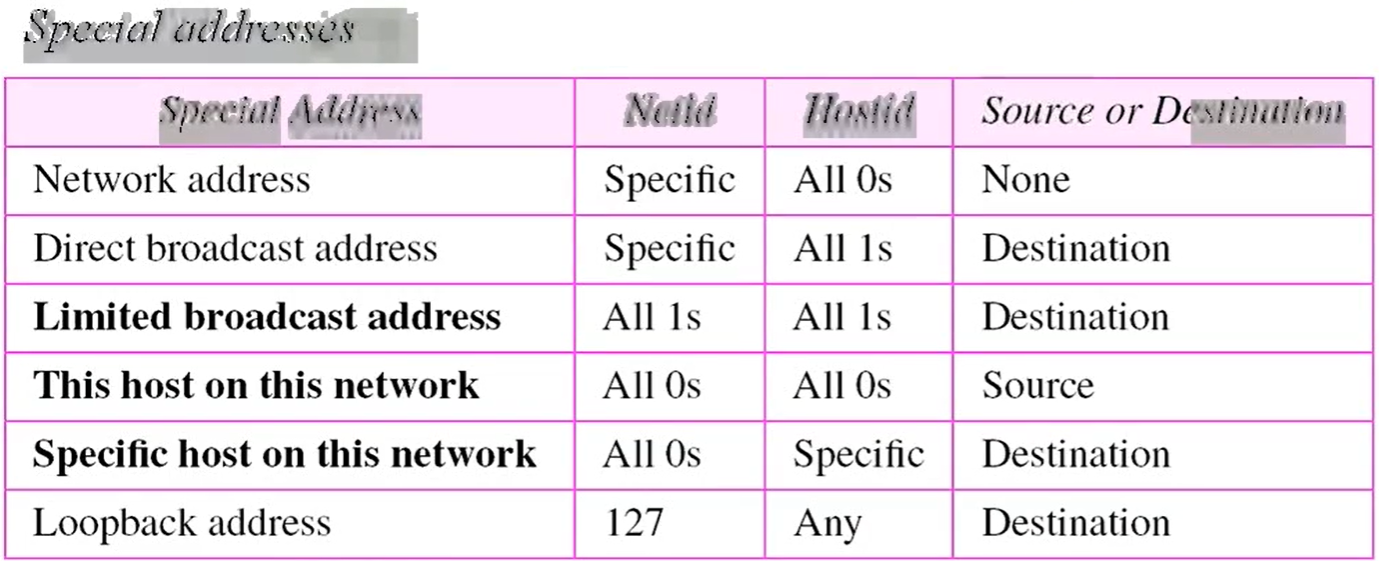 Special addresses
Special Address Netid Hostid Source or Destination
Network address Specific All 0s None
Direct broadcast address Specific All 1s Destination
Limited broadcast address All 1s All 1s Destination
This host on this network All 0s All 0s Source
Specific host on this network All 0s Specific Destination
Loopback address 127 Any Destination